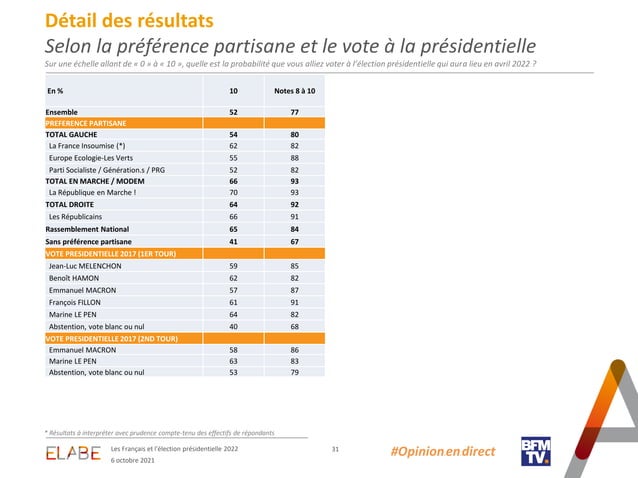 Détail des résultats
Selon la préférence partisane et le vote à la présidentielle
Sur une échelle allant de « 0 » à « 10 », quelle est la probabilité que vous alliez voter à l'élection présidentielle qui aura lieu en avril 2022 ?
En % 10 Notes 8 à 10
Ensemble 52 77
PREFERENCE PARTISANE
TOTAL GAUCHE 54 80
La France Insoumise (*) 62 82
Europe Ecologie-Les Verts 55 88
Parti Socialiste / Génération.s / PRG 52 82
TOTAL EN MARCHE / MODEM 66 93
La République en Marche ! 70 93
TOTAL DROITE 64 92
Les Républicains 66 91
Rassemblement National 65 84
Sans préférence partisane 41 67
VOTE PRESIDENTIELLE 2017 (1ER TOUR)
Jean-Luc MELENCHON 59 85
Benoît HAMON 62 82
Emmanuel MACRON 57 87
François FILLON 61 91
Marine LE PEN 64 82
Abstention, vote blanc ou nul 40 68
VOTE PRESIDENTIELLE 2017 (2ND TOUR)
Emmanuel MACRON 58 86
Marine LE PEN 63 83
Abstention, vote blanc ou nul 53 79
* Résultats à interpréter avec prudence compte-tenu des effectifs de répondants
ELABE
Les Français et l'élection présidentielle 2022
6 octobre 2021
31
#Opinionendirect
BFM
TV.